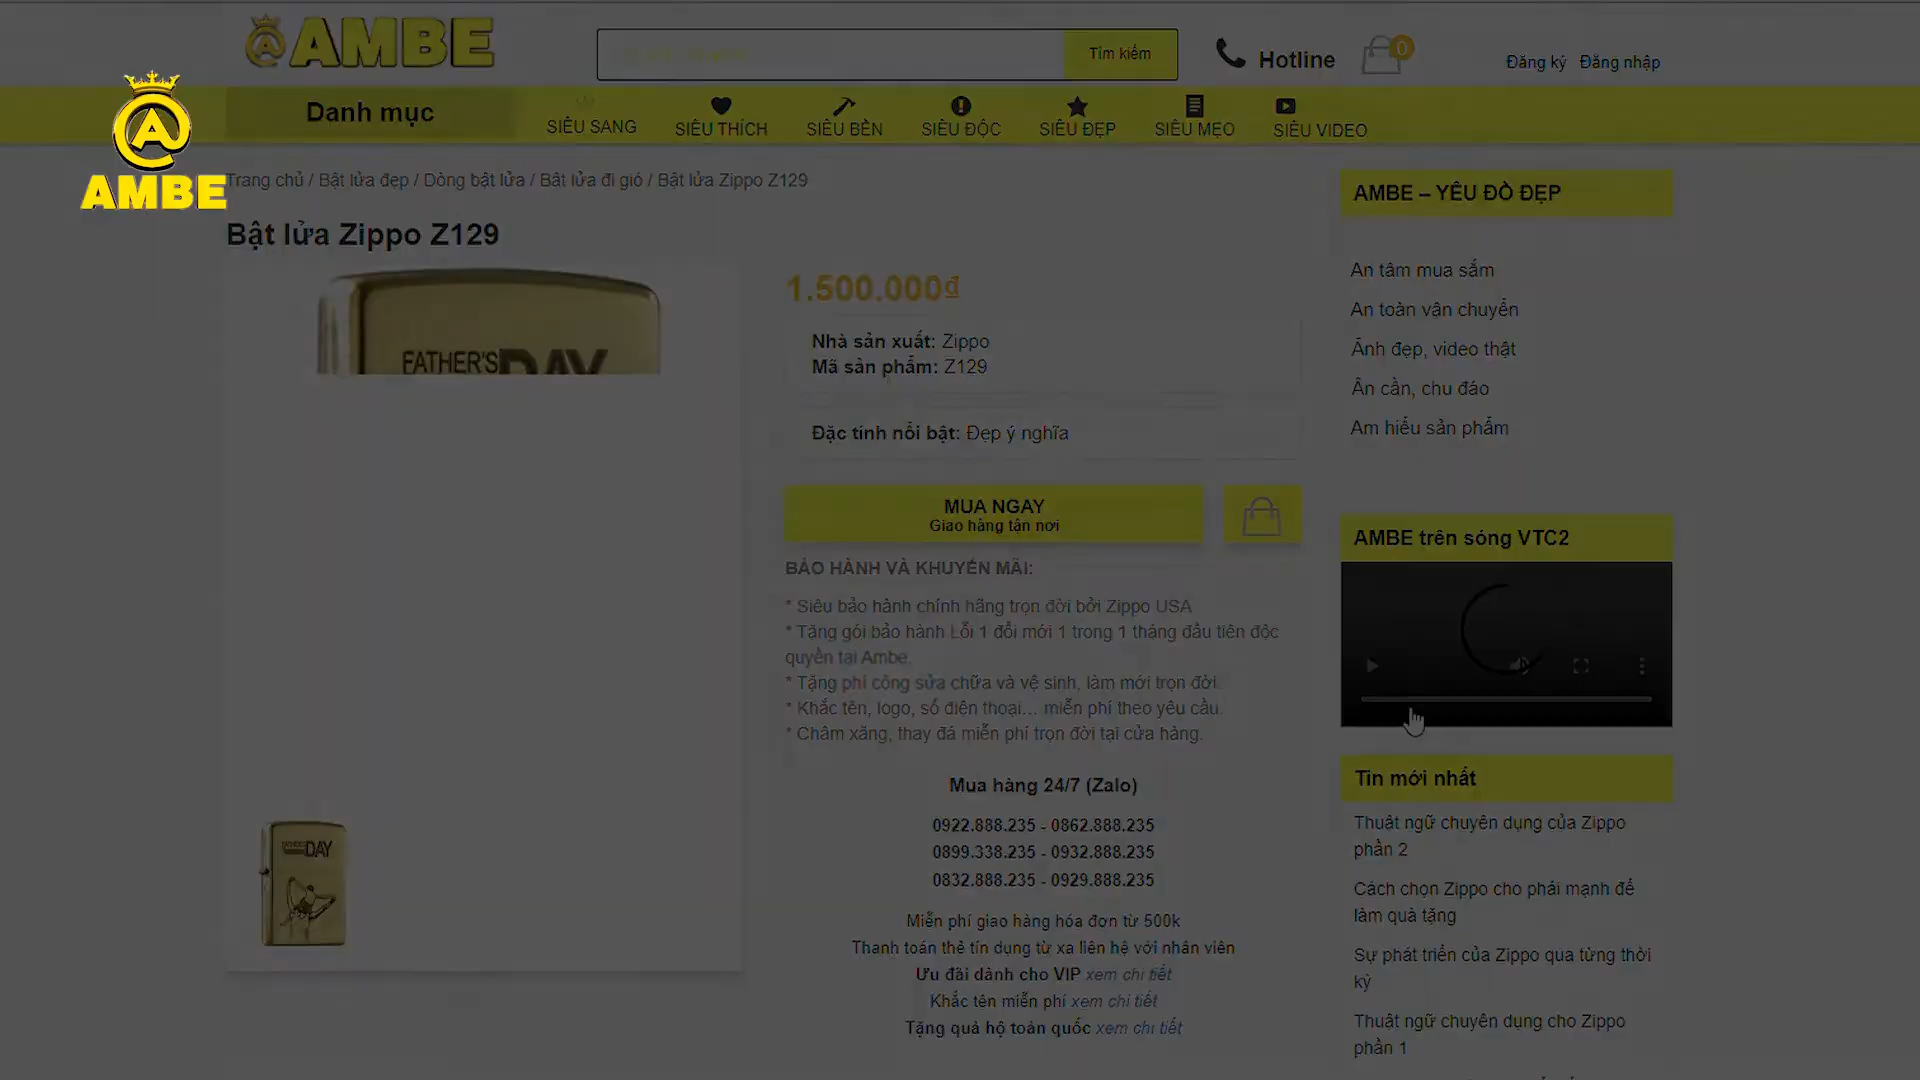 AMBE
Tìm kiếm
Hotline
0
Đăng ký Đăng nhập
AMBE
Danh mục
SIÊU SANG
SIÊU THÍCH
SIÊU BỀN
SIÊU ĐỘC
SIÊU ĐẸP
SIÊU MẸO
SIÊU VIDEO
Trang chủ / Bật lửa đẹp / Dòng bật lửa / Bật lửa đi gió / Bật lửa Zippo Z129
Bật lửa Zippo Z129
FATHER'S DAY
FATHER'S DAY
1.500.000₫
Nhà sản xuất: Zippo
Mã sản phẩm: Z129
Đặc tính nổi bật: Đẹp ý nghĩa
MUA NGAY
Giao hàng tận nơi
BẢO HÀNH VÀ KHUYẾN MÃI:
* Siêu bảo hành chính hãng trọn đời bởi Zippo USA
* Tặng gói bảo hành Lỗi 1 đổi mới 1 trong 1 tháng đầu tiên độc
quyền tại Ambe.
* Tặng phí công sửa chữa và vệ sinh, làm mới trọn đời.
* Khắc tên, logo, số điện thoại… miễn phí theo yêu cầu.
* Châm xăng, thay đá miễn phí trọn đời tại cửa hàng.
Mua hàng 24/7 (Zalo)
0922.888.235 - 0862.888.235
0899.338.235 - 0932.888.235
0832.888.235 - 0929.888.235
Miễn phí giao hàng hóa đơn từ 500k
Thanh toán thẻ tín dụng từ xa liên hệ với nhân viên
Ưu đãi dành cho VIP xem chi tiết
Khắc tên miễn phí xem chi tiết
Tặng quà hộ toàn quốc xem chi tiết
AMBE – YÊU ĐỒ ĐẸP
An tâm mua sắm
An toàn vận chuyển
Ảnh đẹp, video thật
Ân cần, chu đáo
Am hiểu sản phẩm
AMBE trên sóng VTC2
Tin mới nhất
Thuật ngữ chuyên dụng của Zippo
phần 2
Cách chọn Zippo cho phái mạnh để
làm quà tặng
Sự phát triển của Zippo qua từng thời
kỳ
Thuật ngữ chuyên dụng cho Zippo
phần 1